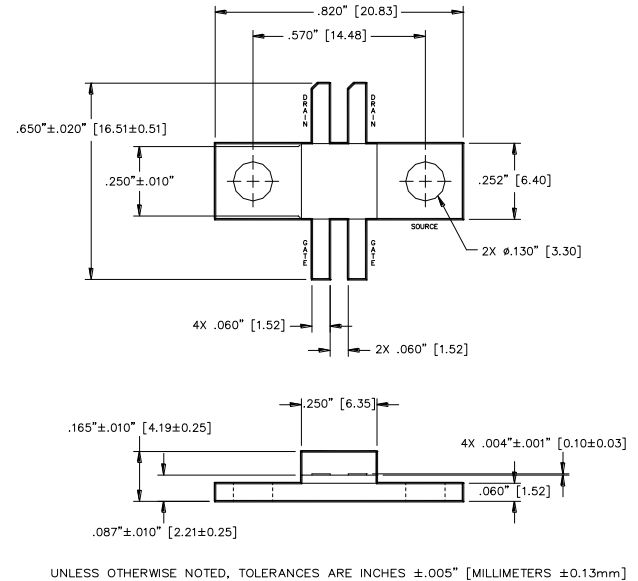 .820" [20.83]
.570" [14.48]
DRAIN
DRAIN
.650"±.020" [16.51±0.51]
.250"±.010"
.252" [6.40]
SOURCE
GATE
GATE
2X ø.130" [3.30]
4X .060" [1.52]
2X .060" [1.52]
.250" [6.35]
.165"±.010" [4.19±0.25]
4X .004"±.001" [0.10±0.03]
.060" [1.52]
.087"±.010" [2.21±0.25]
UNLESS OTHERWISE NOTED, TOLERANCES ARE INCHES ±.005" [MILLIMETERS ±0.13mm]